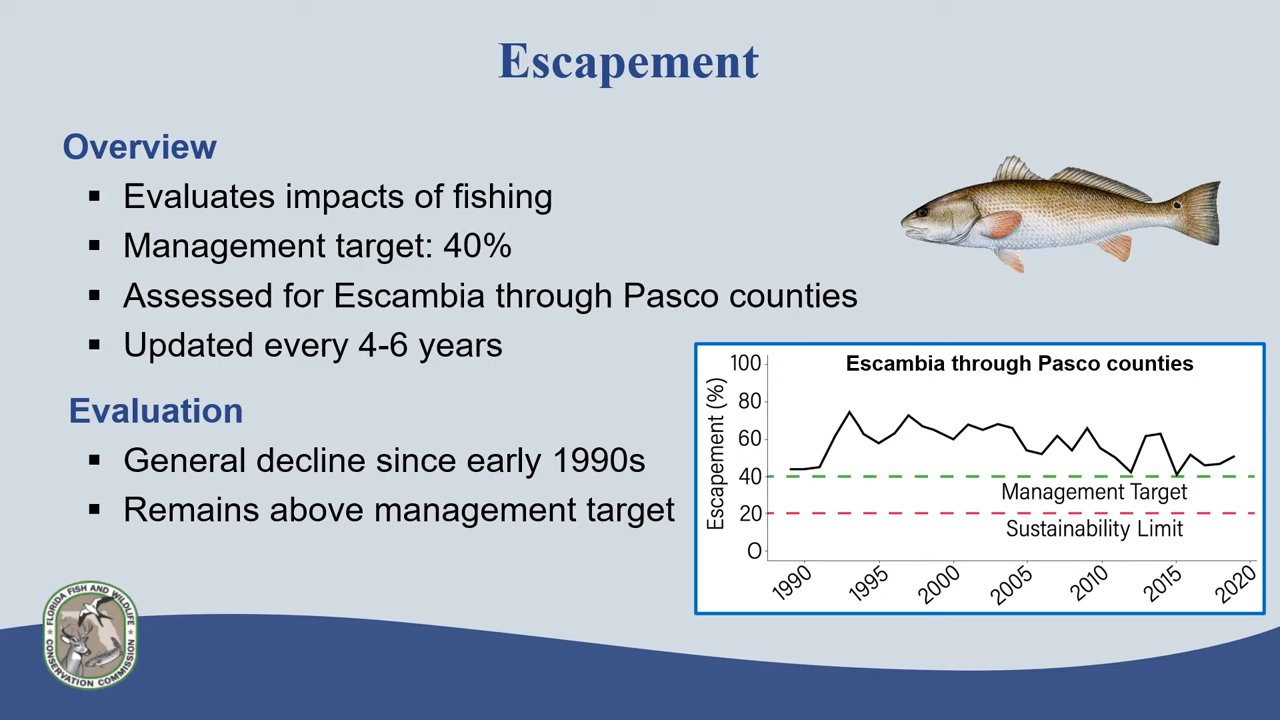 Escapement
Overview
▪ Evaluates impacts of fishing
▪ Management target: 40%
▪ Assessed for Escambia through Pasco counties
▪ Updated every 4-6 years
Evaluation
▪ General decline since early 1990s
▪ Remains above management target
Escambia through Pasco counties
Escapement (%)
100
80
60
40
20
0
Management Target
Sustainability Limit
1990
1995
2000
2005
2010
2015
2020
FLORIDA FISH AND WILDLIFE
CONSERVATION COMMISSION